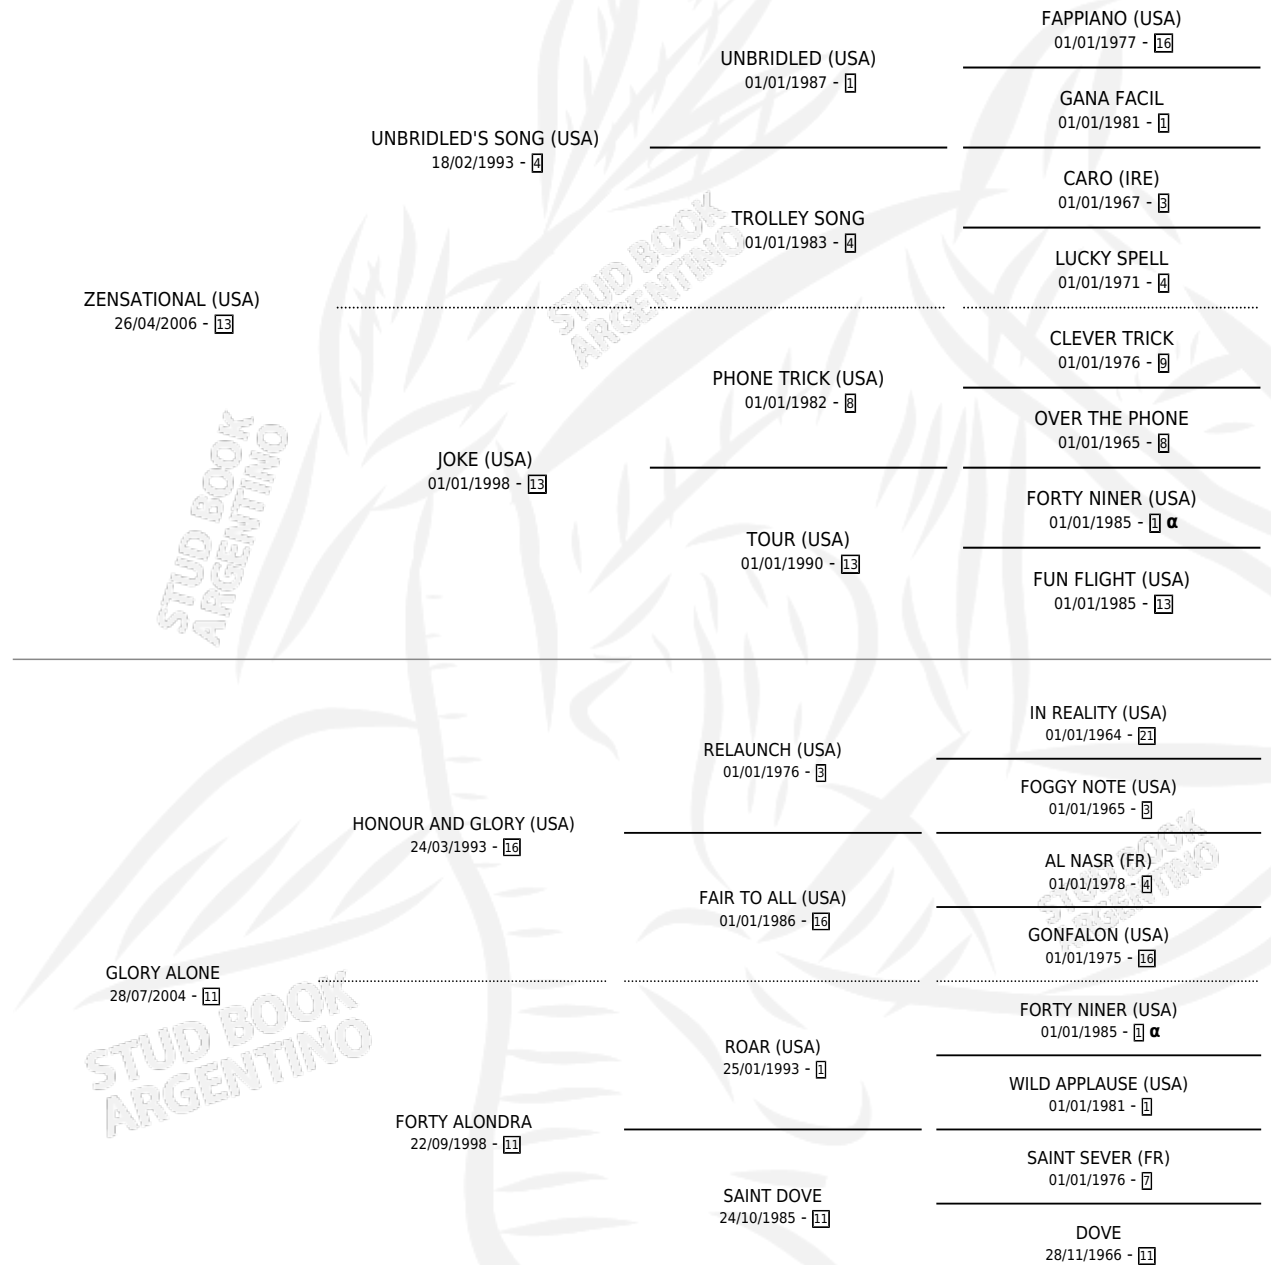 ZENSATIONAL (USA)
26/04/2006 - 13
UNBRIDLED'S SONG (USA)
18/02/1993 - 4
UNBRIDLED (USA)
01/01/1987 - 1
FAPPIANO (USA)
01/01/1977 - 16
GANA FACIL
01/01/1981 - 1
TROLLEY SONG
01/01/1983 - 4
CARO (IRE)
01/01/1967 - 3
LUCKY SPELL
01/01/1971 - 4
JOKE (USA)
01/01/1998 - 13
PHONE TRICK (USA)
01/01/1982 - 8
CLEVER TRICK
01/01/1976 - 9
OVER THE PHONE
01/01/1965 - 8
TOUR (USA)
01/01/1990 - 13
FORTY NINER (USA)
01/01/1985 - 1 α
FUN FLIGHT (USA)
01/01/1985 - 13
GLORY ALONE
28/07/2004 - 11
HONOUR AND GLORY (USA)
24/03/1993 - 16
RELAUNCH (USA)
01/01/1976 - 3
IN REALITY (USA)
01/01/1964 - 21
FOGGY NOTE (USA)
01/01/1965 - 3
FAIR TO ALL (USA)
01/01/1986 - 16
AL NASR (FR)
01/01/1978 - 4
GONFALON (USA)
01/01/1975 - 16
FORTY ALONDRA
22/09/1998 - 11
ROAR (USA)
25/01/1993 - 1
FORTY NINER (USA)
01/01/1985 - 1 α
WILD APPLAUSE (USA)
01/01/1981 - 1
SAINT DOVE
24/10/1985 - 11
SAINT SEVER (FR)
01/01/1976 - 7
DOVE
28/11/1966 - 11
STUD BOOK
ARGENTINO
STUD BOOK
ARGENTINO
STUD BOOK
ARGENTINO
STUD BOOK
ARGENTINO